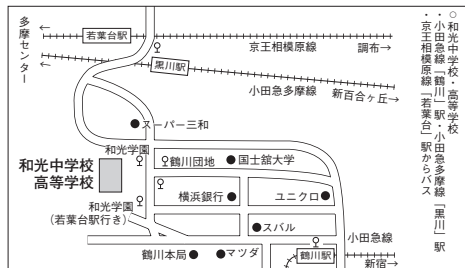 ○和光中学校・高等学校
・小田急線「鶴川」駅・小田急多摩線「黒川」駅
・京王相模原線「若葉台」駅からバス
多摩センター
若葉台駅
京王相模原線
調布
黒川駅
小田急多摩線
新百合ヶ丘
スーパー三和
和光学園
鶴川団地
国士舘大学
和光中学校
高等学校
横浜銀行
ユニクロ
和光学園
(若葉台駅行き)
スバル
鶴川本局
マツダ
鶴川駅
小田急線
新宿